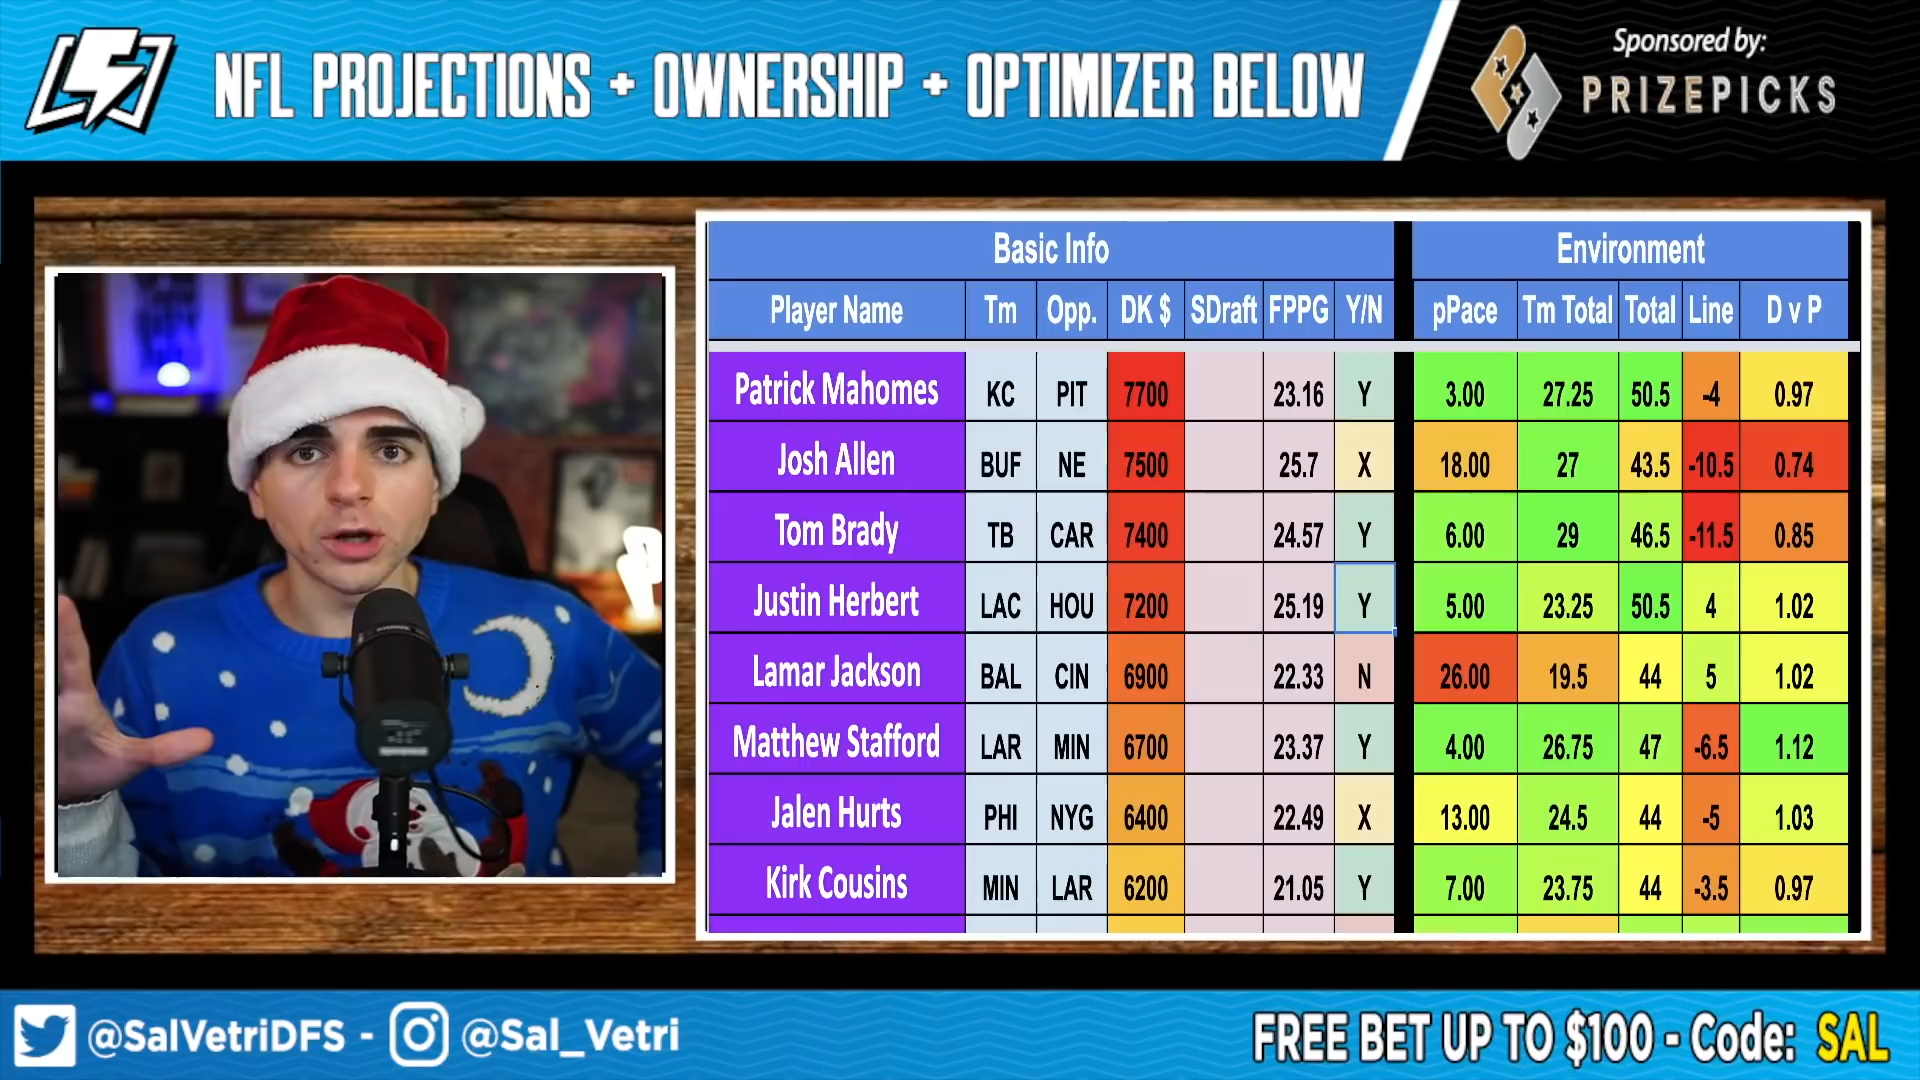 NFL PROJECTIONS + OWNERSHIP + OPTIMIZER BELOW
Sponsored by:
PRIZEPICKS
Basic Info Environment
Player Name Tm Opp. DK $ SDraft FPPG Y/N pPace Tm Total Total Line D v P
Patrick Mahomes KC PIT 7700 23.16 Y 3.00 27.25 50.5 -4 0.97
Josh Allen BUF NE 7500 25.7 X 18.00 27 43.5 -10.5 0.74
Tom Brady TB CAR 7400 24.57 Y 6.00 29 46.5 -11.5 0.85
Justin Herbert LAC HOU 7200 25.19 Y 5.00 23.25 50.5 4 1.02
Lamar Jackson BAL CIN 6900 22.33 N 26.00 19.5 44 5 1.02
Matthew Stafford LAR MIN 6700 23.37 Y 4.00 26.75 47 -6.5 1.12
Jalen Hurts PHI NYG 6400 22.49 X 13.00 24.5 44 -5 1.03
Kirk Cousins MIN LAR 6200 21.05 Y 7.00 23.75 44 -3.5 0.97
@SalVetriDFS - @Sal_Vetri
FREE BET UP TO $100 - Code: SAL